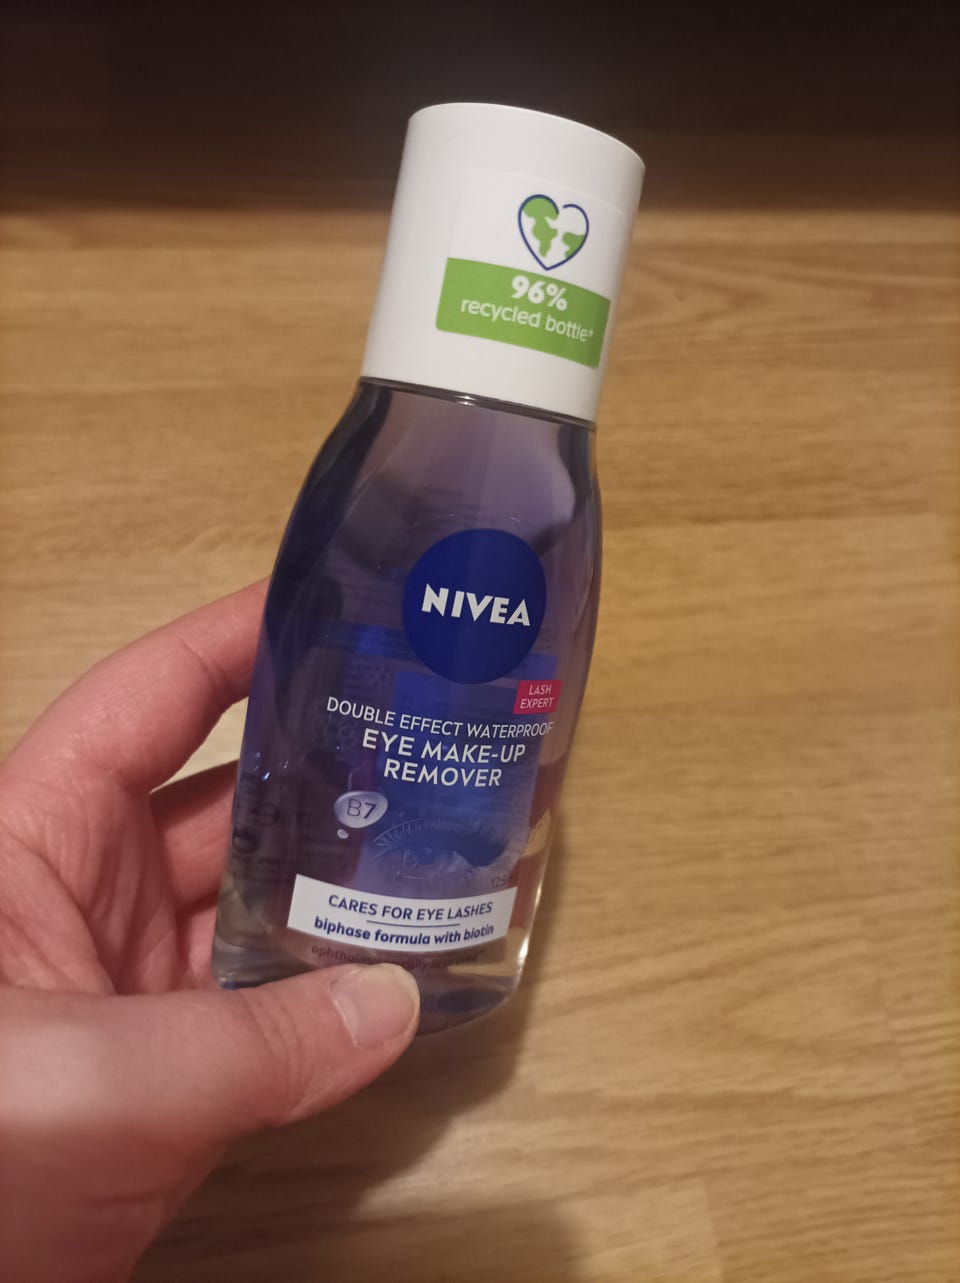 96%
recycled bottle*
NIVEA
LASH
EXPERT
DOUBLE EFFECT WATERPROOF
EYE MAKE-UP
REMOVER
B7
CARES FOR EYE LASHES
biphase formula with biotin